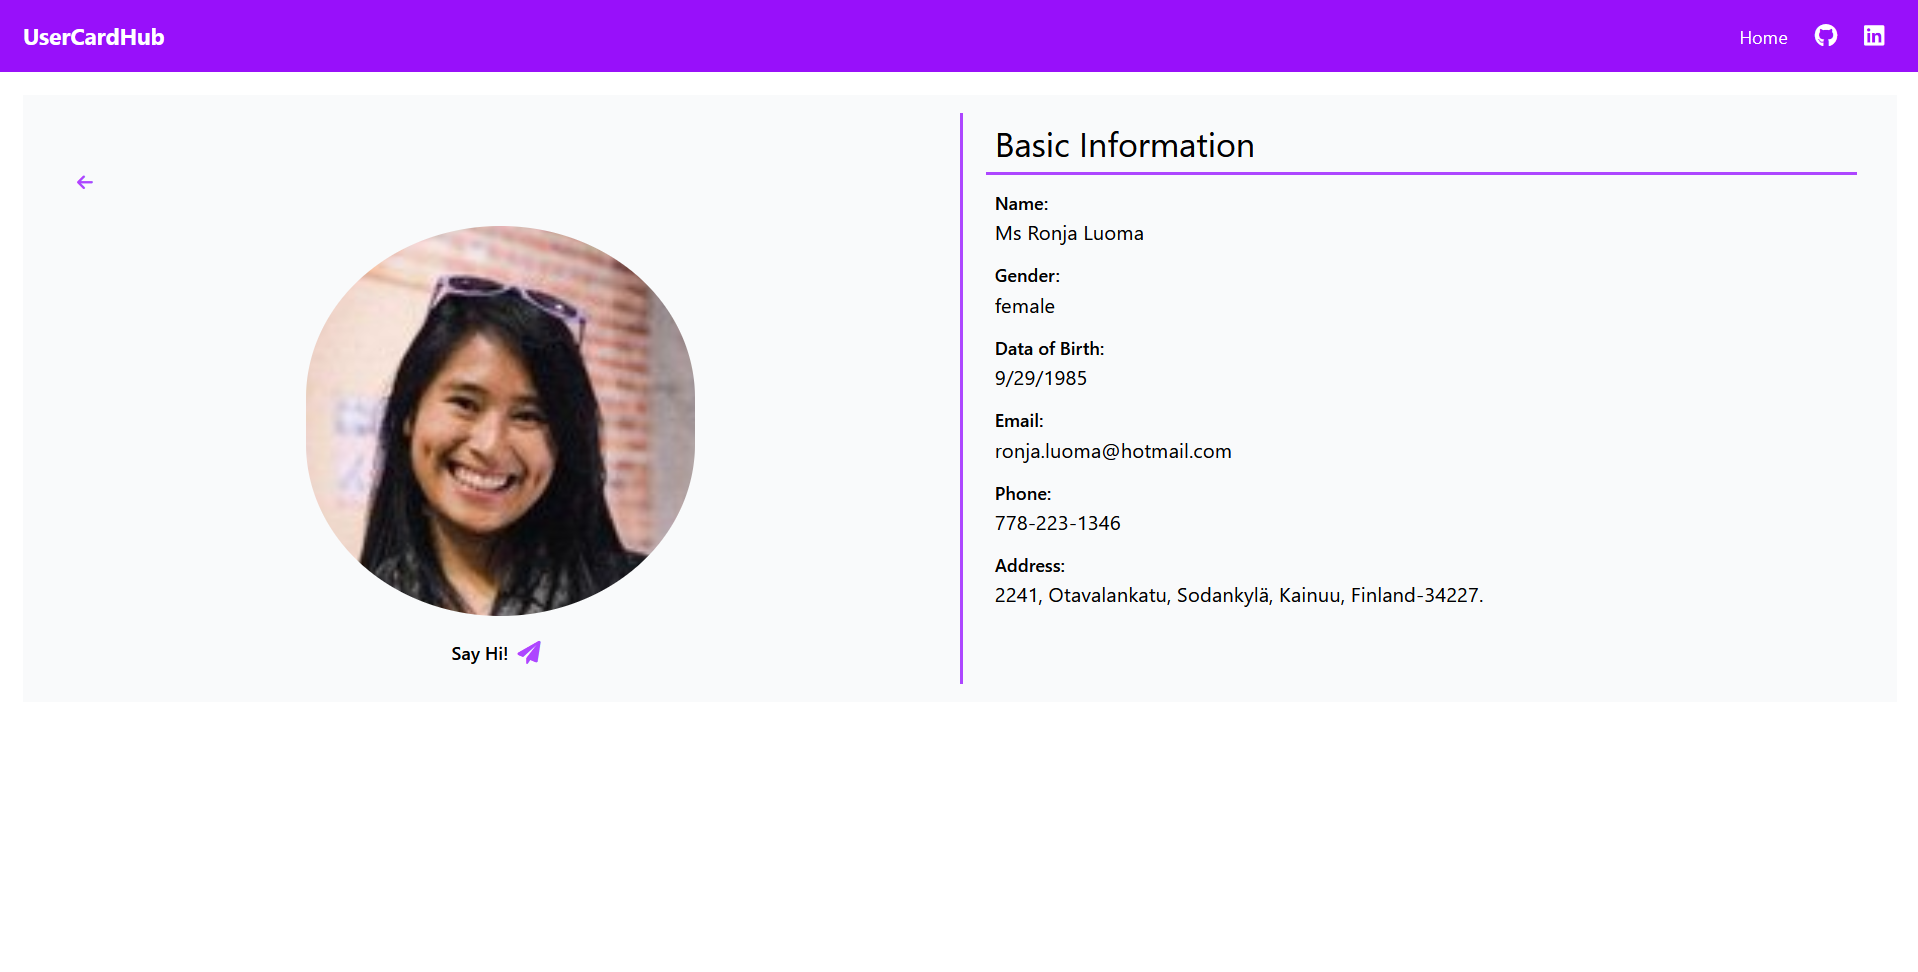 UserCardHub
Home
Basic Information
Name:
Ms Ronja Luoma
Gender:
female
Data of Birth:
9/29/1985
Email:
ronja.luoma@hotmail.com
Phone:
778-223-1346
Address:
2241, Otavalankatu, Sodankylä, Kainuu, Finland-34227.
Say Hi!